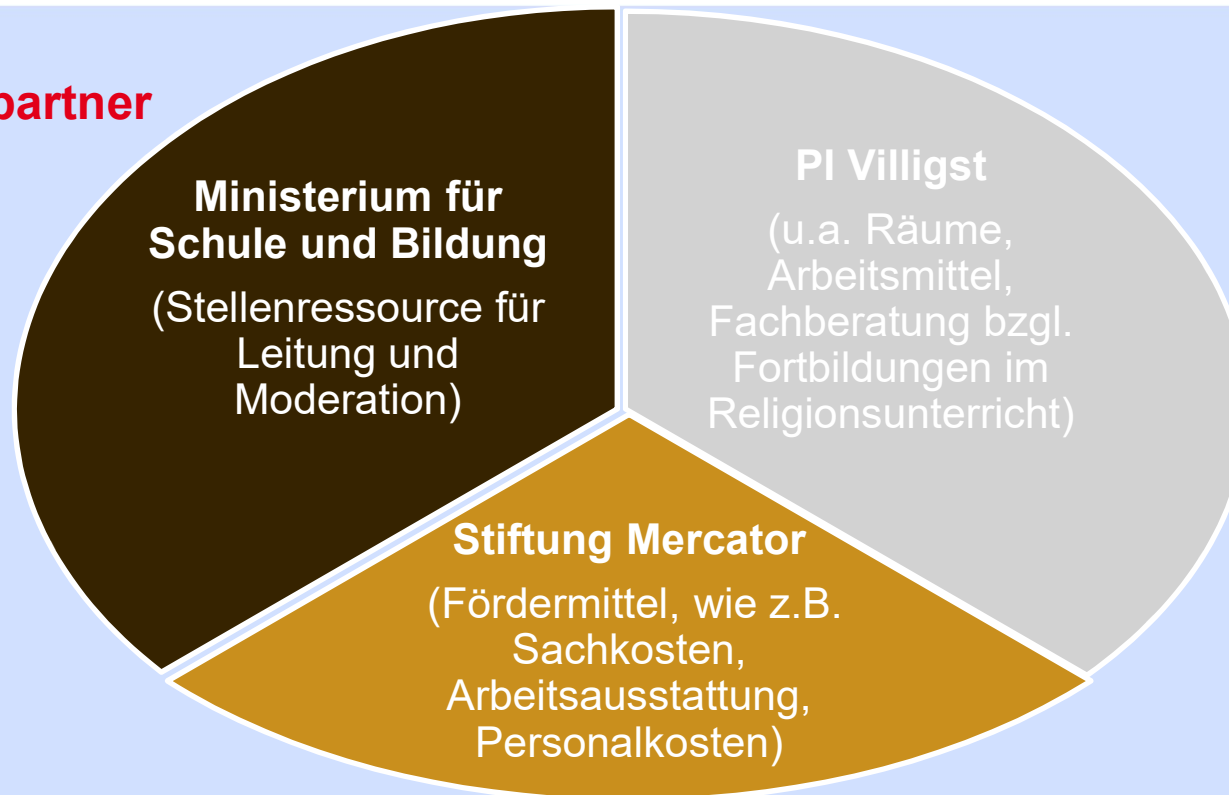 partner
Ministerium für
Schule und Bildung
(Stellenressource für
Leitung und
Moderation)
PI Villigst
(u.a. Räume,
Arbeitsmittel,
Fachberatung bzgl.
Fortbildungen im
Religionsunterricht)
Stiftung Mercator
(Fördermittel, wie z.B.
Sachkosten,
Arbeitsausstattung,
Personalkosten)